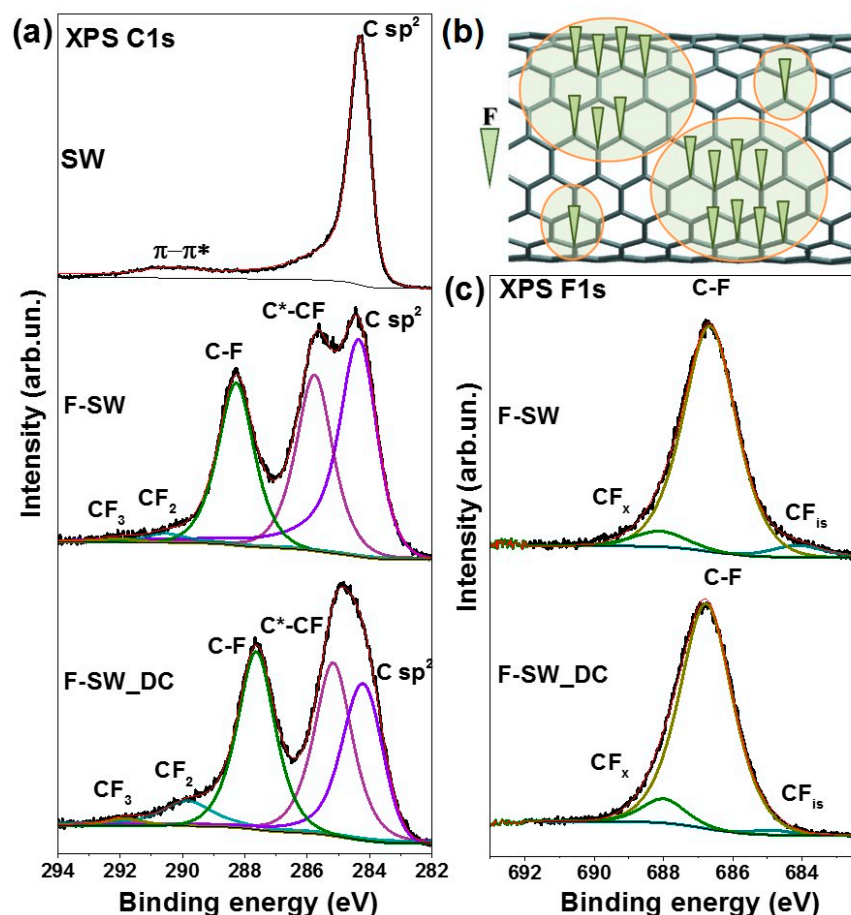 (a) XPS C1s
C sp²
SW
π–π*
C*-CF
C sp²
C-F
F-SW
CF₃
CF₂
C*-CF
C-F
C sp²
F-SW_DC
CF₃
CF₂
Intensity (arb.un.)
294 292 290 288 286 284 282
Binding energy (eV)
(b)
F
(c)
XPS F1s
C-F
F-SW
CFₓ
CFᵢₛ
C-F
F-SW_DC
CFₓ
CFᵢₛ
Intensity (arb.un.)
692 690 688 686 684
Binding energy (eV)